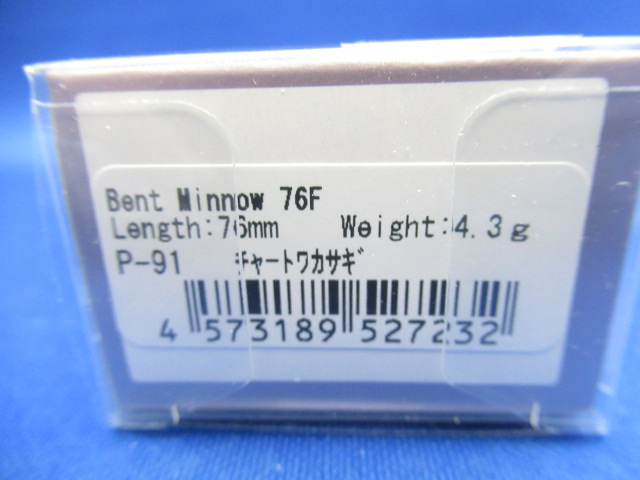 Bent Minnow 76F
Length:76mm Weight:4.3g
P-91 ﾁｬｰﾄﾜｶｻｷﾞ
4 573189 527232